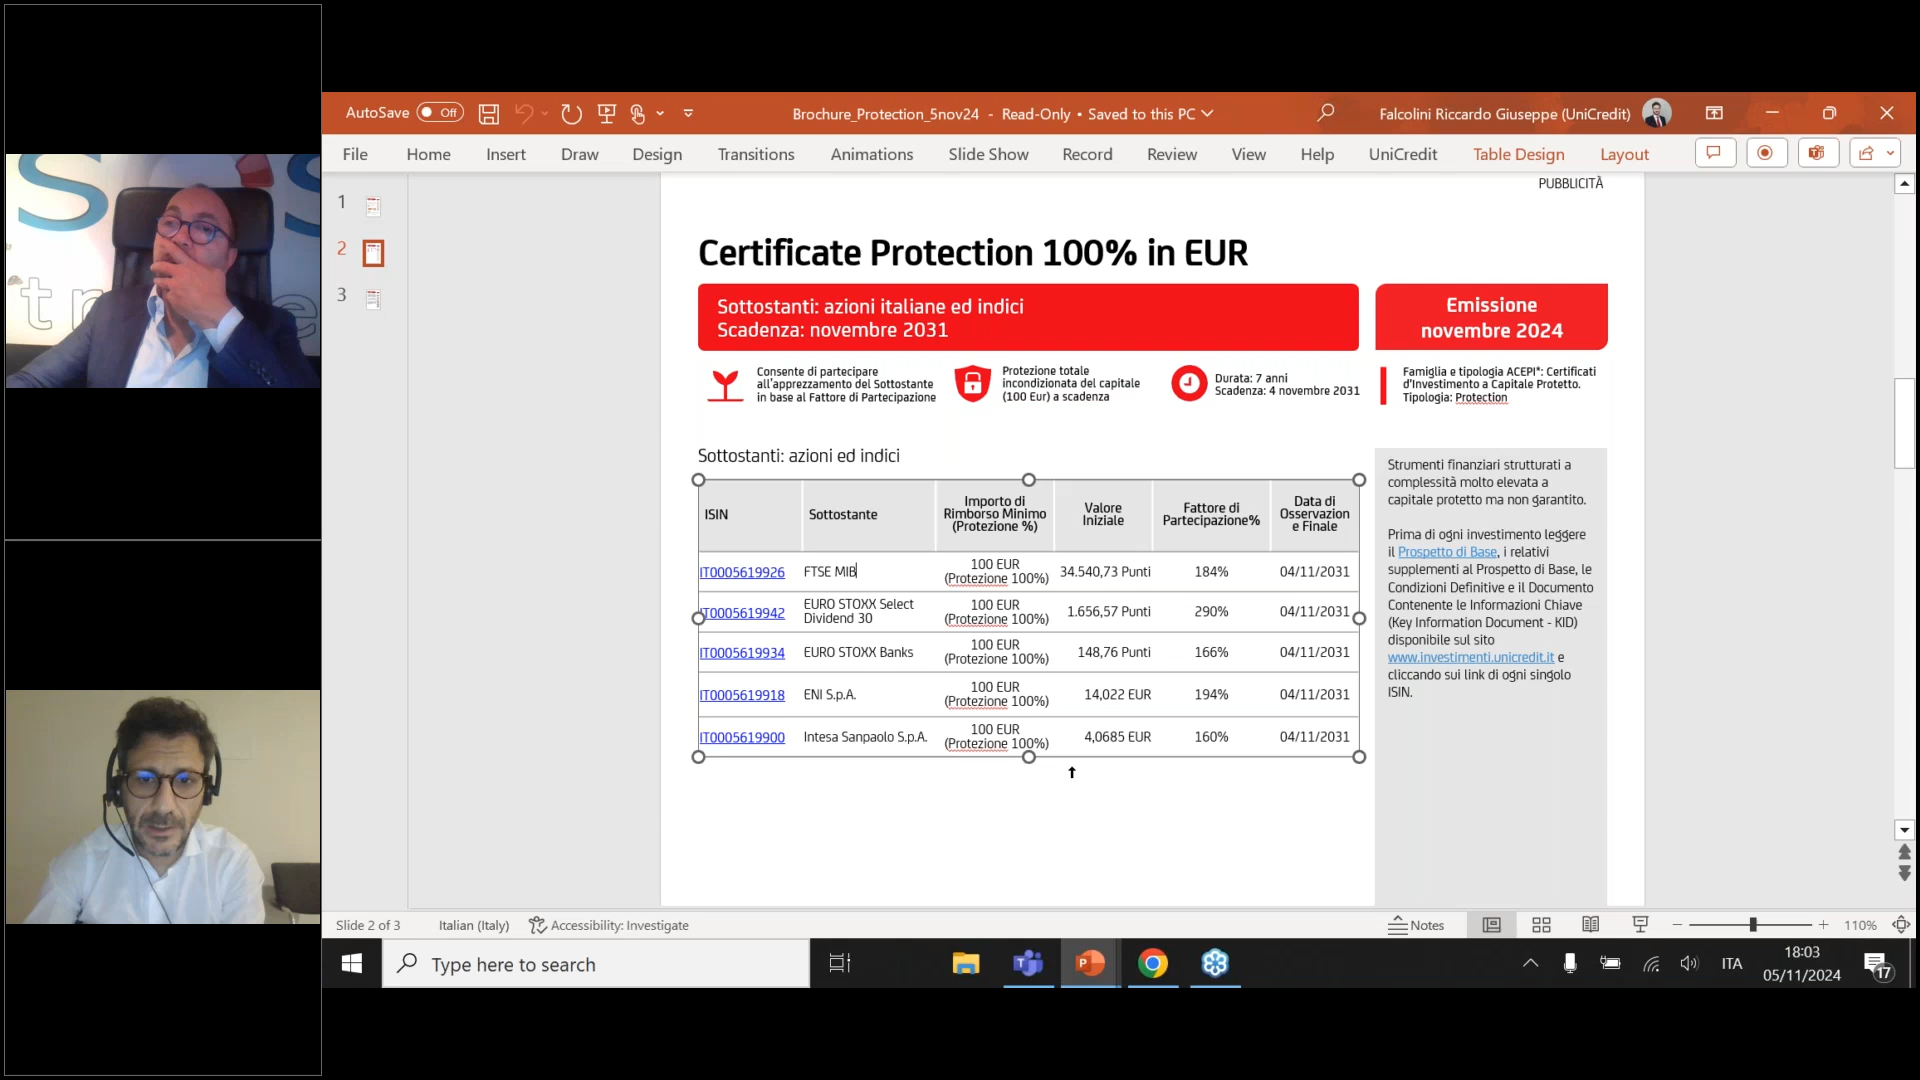 AutoSave Off
Brochure_Protection_5nov24 - Read-Only • Saved to this PC
Falcolini Riccardo Giuseppe (UniCredit)
File Home Insert Draw Design Transitions Animations Slide Show Record Review View Help UniCredit Table Design Layout
1
2
3
PUBBLICITÀ
Certificate Protection 100% in EUR
Sottostanti: azioni italiane ed indici
Scadenza: novembre 2031
Emissione
novembre 2024
Consente di partecipare
all'apprezzamento del Sottostante
in base al Fattore di Partecipazione
Protezione totale
incondizionata del capitale
(100 Eur) a scadenza
Durata: 7 anni
Scadenza: 4 novembre 2031
Famiglia e tipologia ACEPI*: Certificati
d'Investimento a Capitale Protetto.
Tipologia: Protection
Sottostanti: azioni ed indici
ISIN
Sottostante
Importo di
Rimborso Minimo
(Protezione %)
Valore
Iniziale
Fattore di
Partecipazione%
Data di
Osservazion
e Finale
IT0005619926 FTSE MIB 100 EUR
(Protezione 100%) 34.540,73 Punti 184% 04/11/2031
IT0005619942 EURO STOXX Select
Dividend 30 100 EUR
(Protezione 100%) 1.656,57 Punti 290% 04/11/2031
IT0005619934 EURO STOXX Banks 100 EUR
(Protezione 100%) 148,76 Punti 166% 04/11/2031
IT0005619918 ENI S.p.A. 100 EUR
(Protezione 100%) 14,022 EUR 194% 04/11/2031
IT0005619900 Intesa Sanpaolo S.p.A. 100 EUR
(Protezione 100%) 4,0685 EUR 160% 04/11/2031
Strumenti finanziari strutturati a
complessità molto elevata a
capitale protetto ma non garantito.
Prima di ogni investimento leggere
il Prospetto di Base, i relativi
supplementi al Prospetto di Base, le
Condizioni Definitive e il Documento
Contenente le Informazioni Chiave
(Key Information Document - KID)
disponibile sul sito
www.investimenti.unicredit.it e
cliccando sui link di ogni singolo
ISIN.
Slide 2 of 3 Italian (Italy) Accessibility: Investigate Notes 110%
Type here to search
ITA
18:03
05/11/2024
17